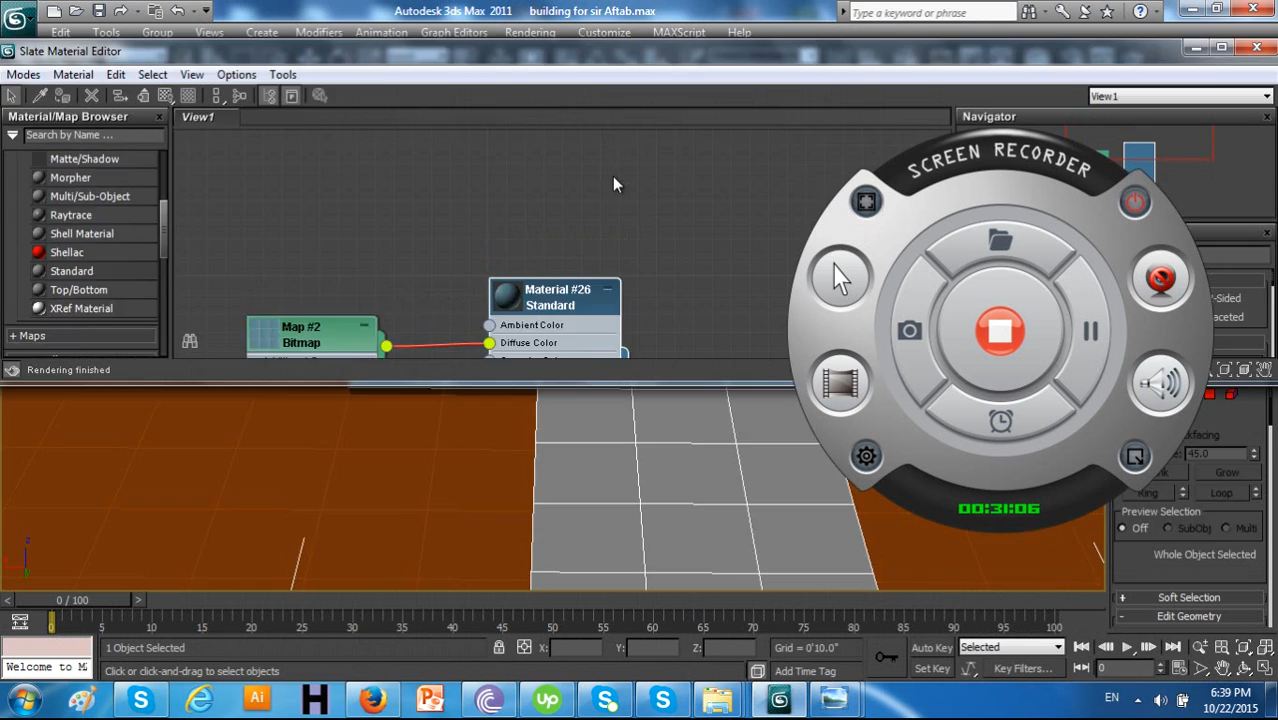 Autodesk 3ds Max 2011 building for sir Aftab.max
Type a keyword or phrase
Edit Tools Group Views Create Modifiers Animation Graph Editors Rendering Customize MAXScript Help
Slate Material Editor
Modes Material Edit Select View Options Tools
View1
Material/Map Browser
View1
Navigator
Search by Name ...
Matte/Shadow
Morpher
Multi/Sub-Object
Raytrace
Shell Material
Shellac
Standard
Top/Bottom
XRef Material
+ Maps
Map #2
Bitmap
Material #26
Standard
Ambient Color
Diffuse Color
SCREEN RECORDER
00:31:06
-Sided
aceted
Rendering finished
ckfacing
45.0
Grow
Ring Loop
Preview Selection
Off SubObj Multi
Whole Object Selected
+ Soft Selection
- Edit Geometry
< 0 / 100 >
0 5 10 15 20 25 30 35 40 45 50 55 60 65 70 75 80 85 90 95 100
1 Object Selected X: Y: Z: Grid = 0'10.0" Auto Key Selected
Welcome to M
Click or click-and-drag to select objects Add Time Tag Set Key Key Filters... 0
EN 6:39 PM
10/22/2015